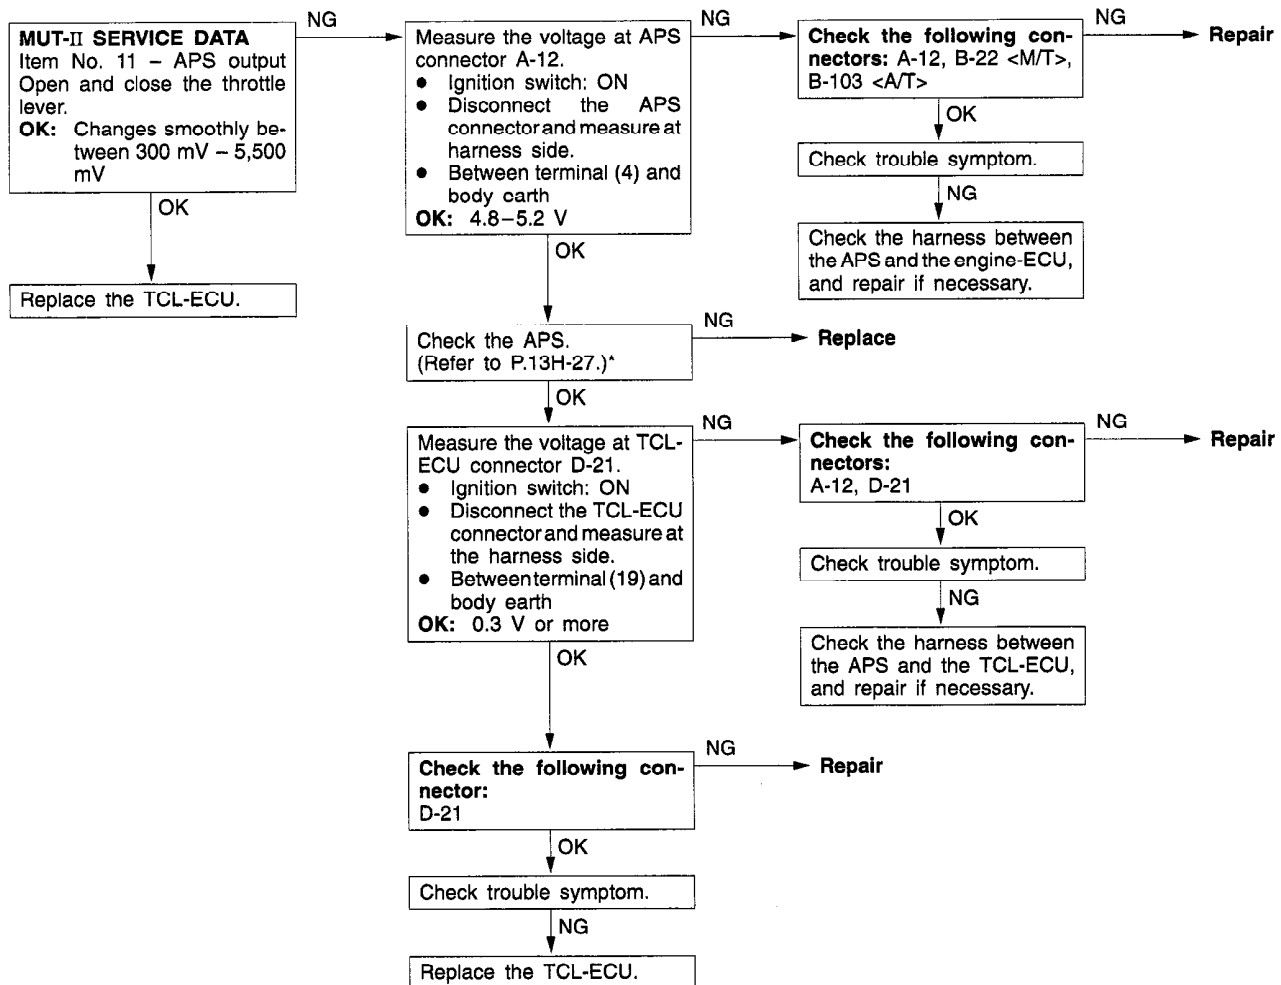 MUT-II SERVICE DATA
Item No. 11 – APS output
Open and close the throttle
lever.
OK: Changes smoothly be-
tween 300 mV – 5,500
mV
OK
Replace the TCL-ECU.
NG
Measure the voltage at APS
connector A-12.
● Ignition switch: ON
● Disconnect the APS
connector and measure at
harness side.
● Between terminal (4) and
body earth
OK: 4.8–5.2 V
NG
Check the following con-
nectors: A-12, B-22 <M/T>,
B-103 <A/T>
NG
Repair
OK
Check trouble symptom.
NG
Check the harness between
the APS and the engine-ECU,
and repair if necessary.
OK
Check the APS.
(Refer to P.13H-27.)*
NG
Replace
OK
Measure the voltage at TCL-
ECU connector D-21.
● Ignition switch: ON
● Disconnect the TCL-ECU
connector and measure at
the harness side.
● Between terminal (19) and
body earth
OK: 0.3 V or more
NG
Check the following con-
nectors:
A-12, D-21
NG
Repair
OK
Check trouble symptom.
NG
Check the harness between
the APS and the TCL-ECU,
and repair if necessary.
OK
Check the following con-
nector:
D-21
NG
Repair
OK
Check trouble symptom.
NG
Replace the TCL-ECU.